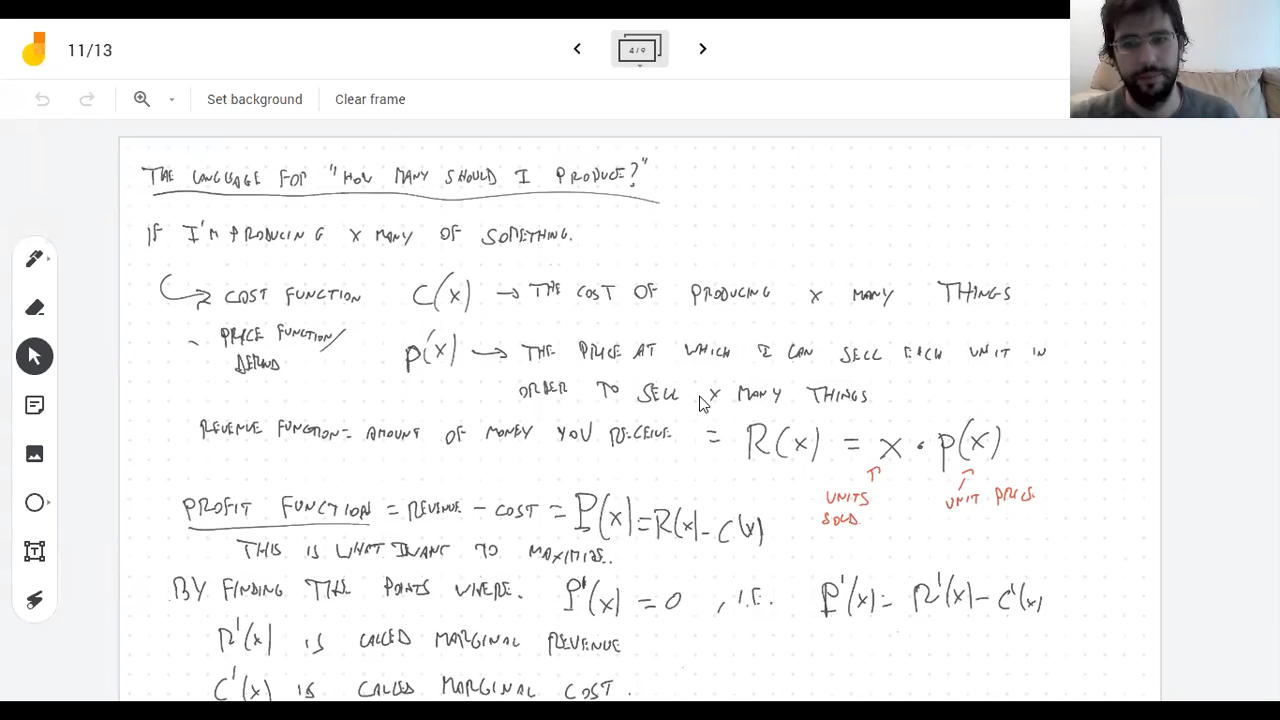 11/13
4 / 9
Set background
Clear frame
THE LANGUAGE FOR "HOW MANY SHOULD I PRODUCE?"
IF I'M PRODUCING X MANY OF SOMETHING.
COST FUNCTION C(x) → THE COST OF PRODUCING X MANY THINGS
PRICE FUNCTION/
DEMAND
p(x) → THE PRICE AT WHICH I CAN SELL EACH UNIT IN
ORDER TO SELL X MANY THINGS
REVENUE FUNCTION = AMOUNT OF MONEY YOU RECEIVE = R(x) = x · p(x)
UNITS
SOLD
UNIT PRICE
PROFIT FUNCTION = REVENUE - COST = P(x) = R(x) - C(x)
THIS IS WHAT I WANT TO MAXIMIZE.
BY FINDING THE POINTS WHERE. P'(x) = 0 , I.E. P'(x) = R'(x) - C'(x)
R'(x) IS CALLED MARGINAL REVENUE
C'(x) IS CALLED MARGINAL COST.